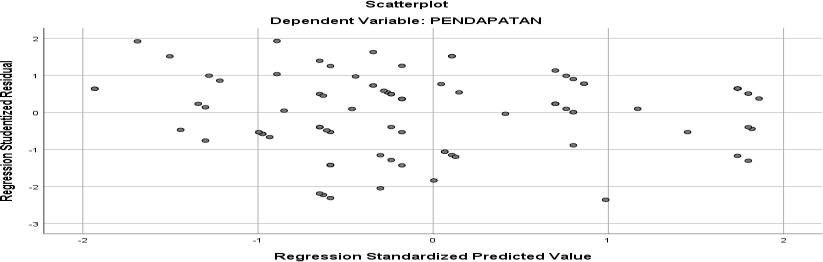 Scatterplot
Dependent Variable: PENDAPATAN
Regression Studentized Residual
2
1
0
-1
-2
-3
-2
-1
0
1
2
Regression Standardized Predicted Value